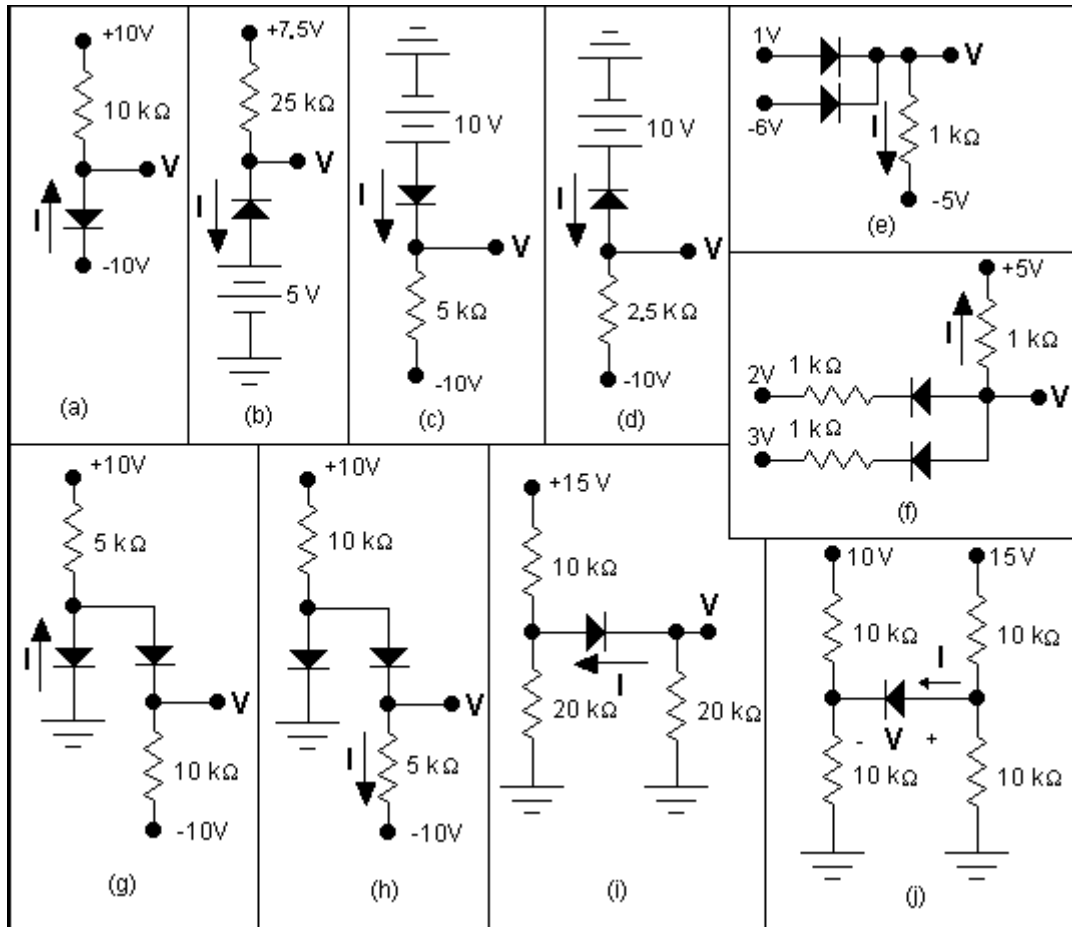 +10V
10 kΩ
V
I
-10V
(a)
+7.5V
25 kΩ
V
I
5 V
(b)
10 V
I
V
5 kΩ
-10V
(c)
10 V
I
V
2.5 KΩ
-10V
(d)
1V
V
-6V
I
1 kΩ
-5V
(e)
+5V
I
1 kΩ
2V
1 kΩ
V
3V
1 kΩ
(f)
+10V
5 kΩ
I
V
10 kΩ
-10V
(g)
+10V
10 kΩ
V
I
5 kΩ
-10V
(h)
+15 V
10 kΩ
V
I
20 kΩ
20 kΩ
(i)
10V
15V
10 kΩ
10 kΩ
I
- V +
10 kΩ
10 kΩ
(j)